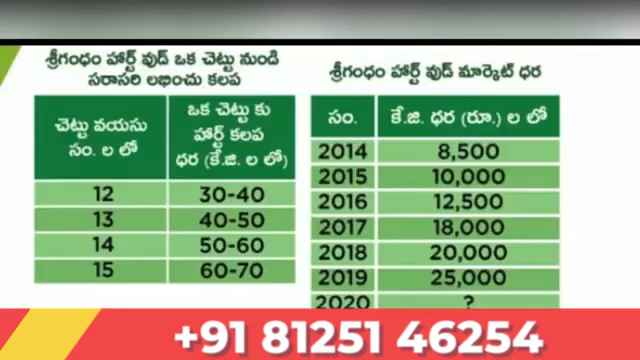 శ్రీగంధం హార్ట్ వుడ్ ఒక చెట్టు నుండి
సరాసరి లభించు కలప
చెట్టు వయసు
సం. ల లో
ఒక చెట్టు కు
హార్ట్ కలప
ధర (కే.జి. ల లో)
12 30-40
13 40-50
14 50-60
15 60-70
శ్రీగంధం హార్ట్ వుడ్ మార్కెట్ ధర
సం. కే.జి. ధర (రూ.) ల లో
2014 8,500
2015 10,000
2016 12,500
2017 18,000
2018 20,000
2019 25,000
2020 ?
+91 81251 46254